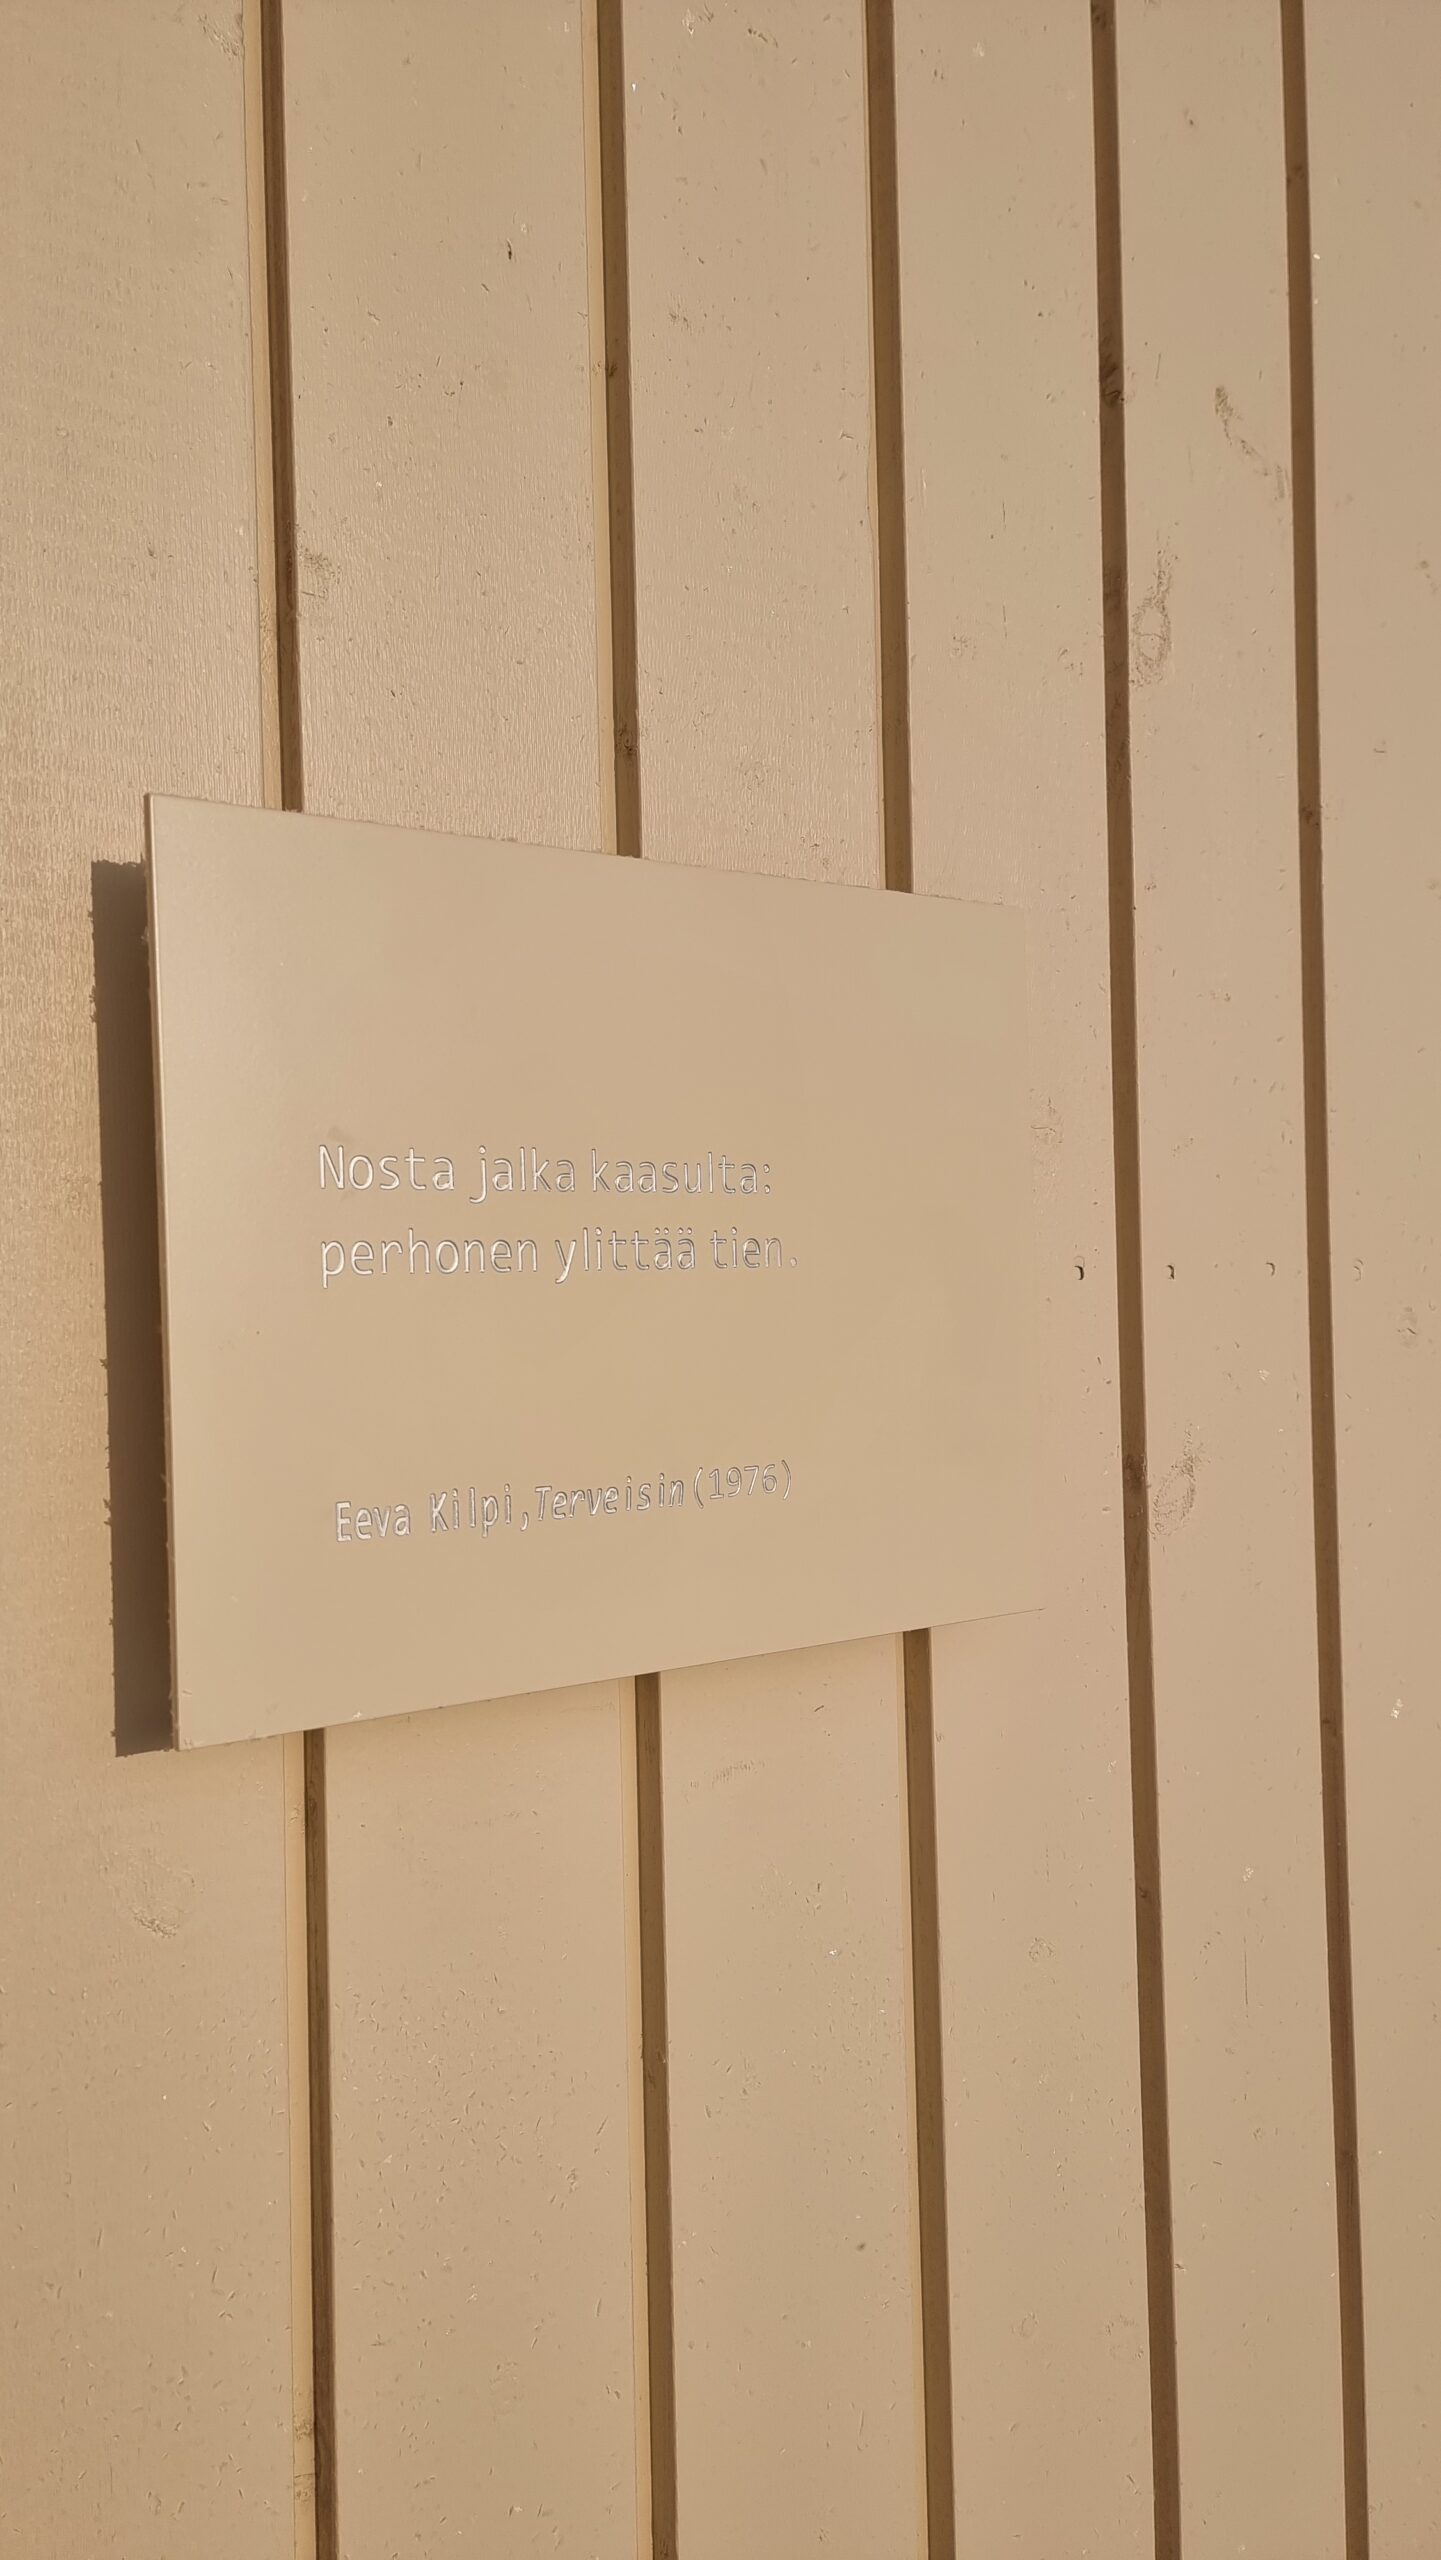 Nosta jalka kaasulta:
perhonen ylittää tien.
Eeva Kilpi, Terveisin (1976)